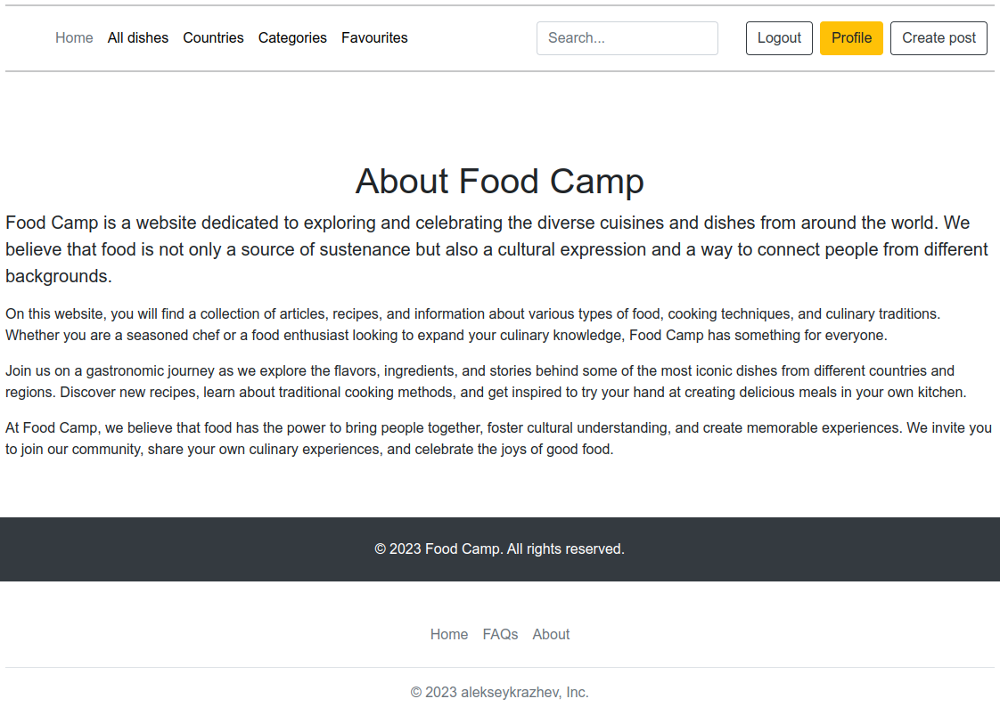 Home All dishes Countries Categories Favourites Search... Logout Profile Create post
About Food Camp
Food Camp is a website dedicated to exploring and celebrating the diverse cuisines and dishes from around the world. We
believe that food is not only a source of sustenance but also a cultural expression and a way to connect people from different
backgrounds.
On this website, you will find a collection of articles, recipes, and information about various types of food, cooking techniques, and culinary traditions.
Whether you are a seasoned chef or a food enthusiast looking to expand your culinary knowledge, Food Camp has something for everyone.
Join us on a gastronomic journey as we explore the flavors, ingredients, and stories behind some of the most iconic dishes from different countries and
regions. Discover new recipes, learn about traditional cooking methods, and get inspired to try your hand at creating delicious meals in your own kitchen.
At Food Camp, we believe that food has the power to bring people together, foster cultural understanding, and create memorable experiences. We invite you
to join our community, share your own culinary experiences, and celebrate the joys of good food.
© 2023 Food Camp. All rights reserved.
Home FAQs About
© 2023 alekseykrazhev, Inc.